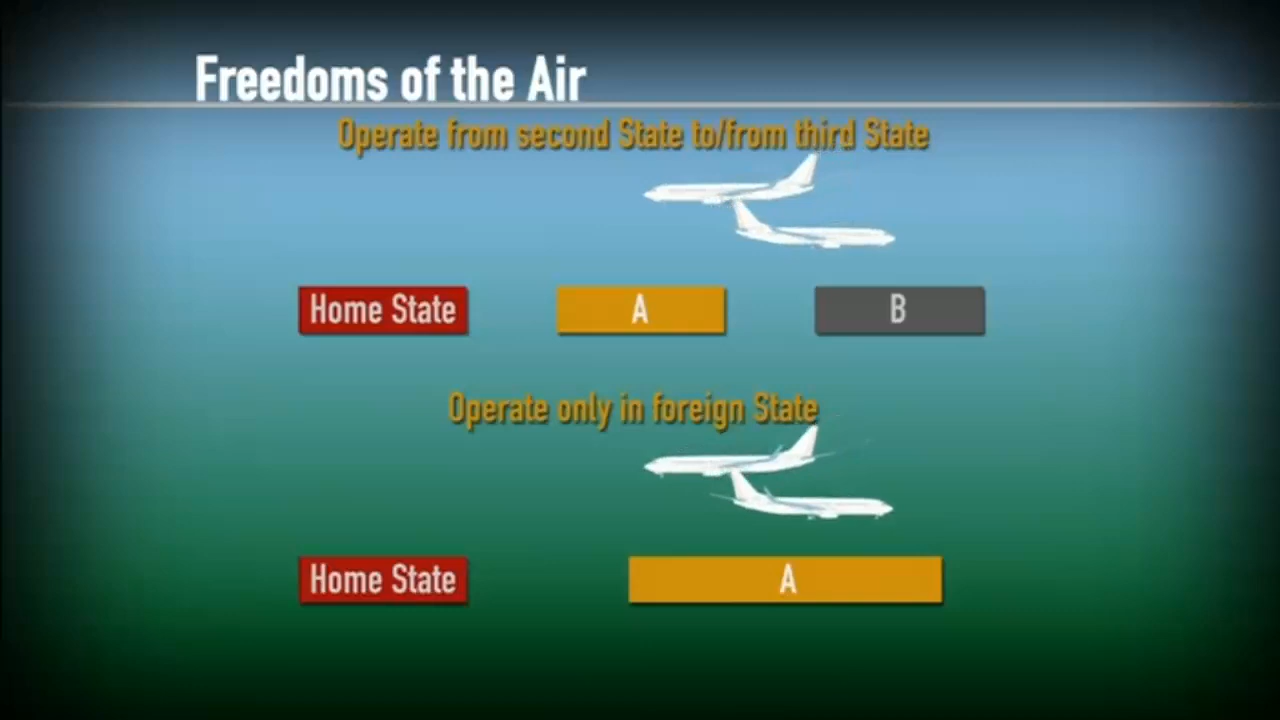 Freedoms of the Air
Operate from second State to/from third State
Home State
A
B
Operate only in foreign State
Home State
A